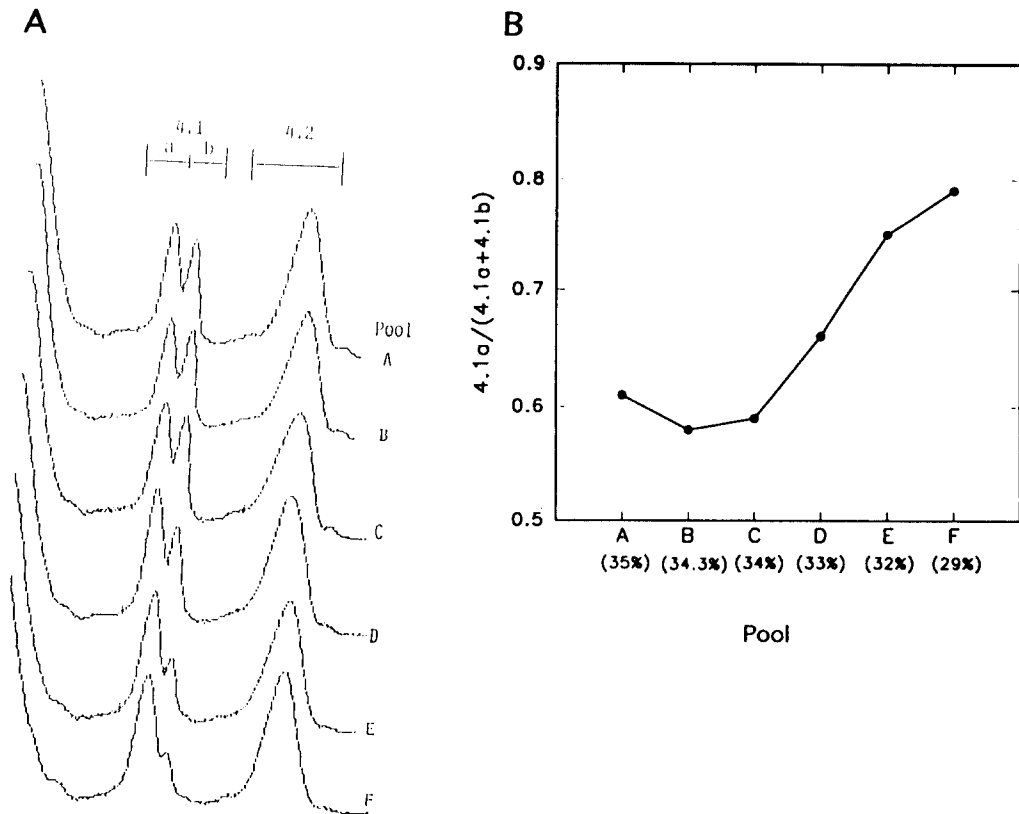 A
4.1
a b
4.2
Pool
A
B
C
D
E
F
B
4.1a/(4.1a+4.1b)
0.9
0.8
0.7
0.6
0.5
A B C D E F
(35%) (34.3%) (34%) (33%) (32%) (29%)
Pool